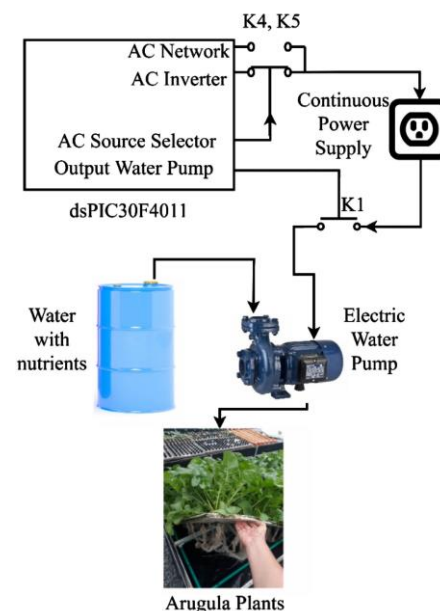 K4, K5
AC Network
AC Inverter
AC Source Selector
Output Water Pump
dsPIC30F4011
Continuous
Power
Supply
K1
Water
with
nutrients
Electric
Water
Pump
Arugula Plants